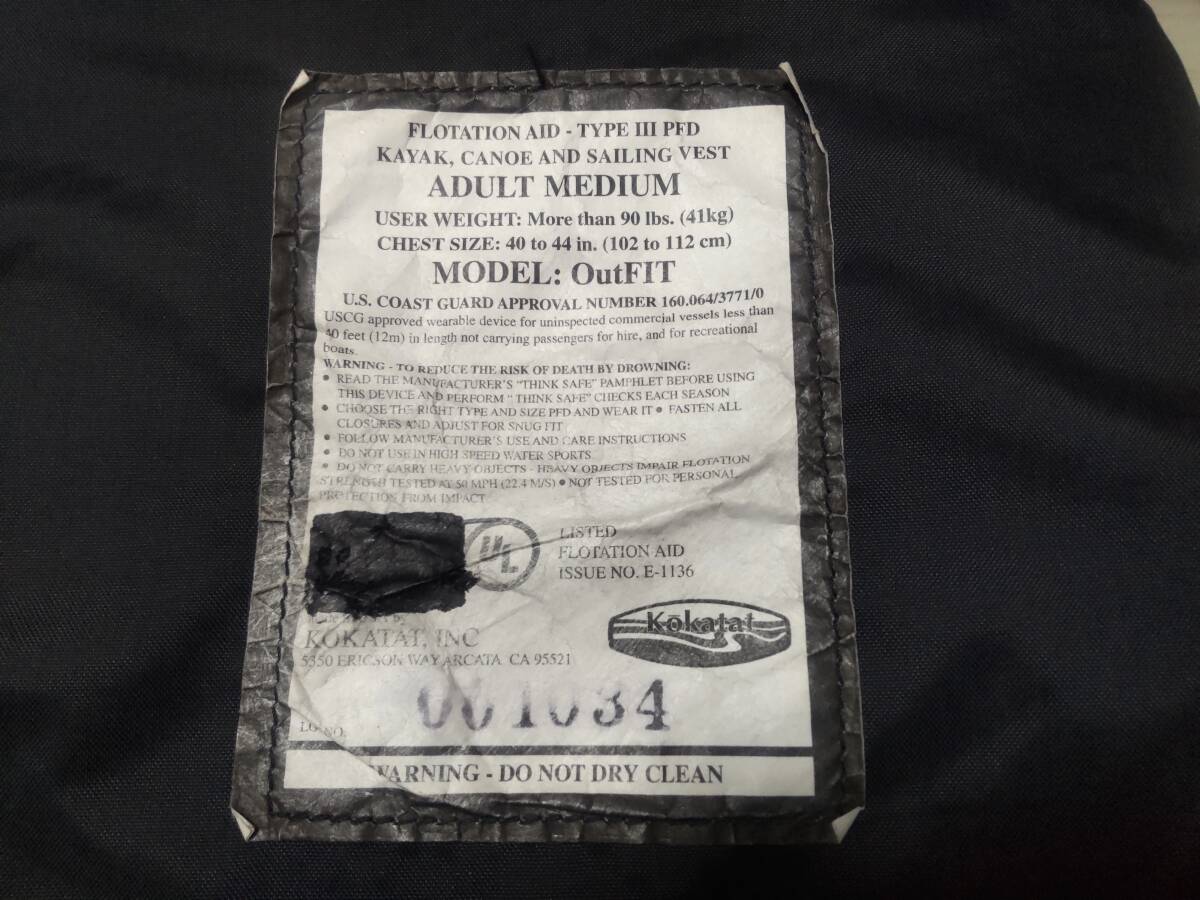 FLOTATION AID - TYPE III PFD
KAYAK, CANOE AND SAILING VEST
ADULT MEDIUM
USER WEIGHT: More than 90 lbs. (41kg)
CHEST SIZE: 40 to 44 in. (102 to 112 cm)
MODEL: OutFIT
U.S. COAST GUARD APPROVAL NUMBER 160.064/3771/0
USCG approved wearable device for uninspected commercial vessels less than
40 feet (12m) in length not carrying passengers for hire, and for recreational
boats.
WARNING - TO REDUCE THE RISK OF DEATH BY DROWNING:
• READ THE MANUFACTURER'S "THINK SAFE" PAMPHLET BEFORE USING
THIS DEVICE AND PERFORM " THINK SAFE" CHECKS EACH SEASON
• CHOOSE THE RIGHT TYPE AND SIZE PFD AND WEAR IT • FASTEN ALL
CLOSURES AND ADJUST FOR SNUG FIT
• FOLLOW MANUFACTURER'S USE AND CARE INSTRUCTIONS
• DO NOT USE IN HIGH SPEED WATER SPORTS
• DO NOT CARRY HEAVY OBJECTS - HEAVY OBJECTS IMPAIR FLOTATION
STRENGTH TESTED AT 50 MPH (22.4 M/S) • NOT TESTED FOR PERSONAL
PROTECTION FROM IMPACT
UL
LISTED
FLOTATION AID
ISSUE NO. E-1136
KOKATAT, INC
5350 ERICSON WAY ARCATA CA 95521
Kōkatat
LOT NO.
001034
WARNING - DO NOT DRY CLEAN